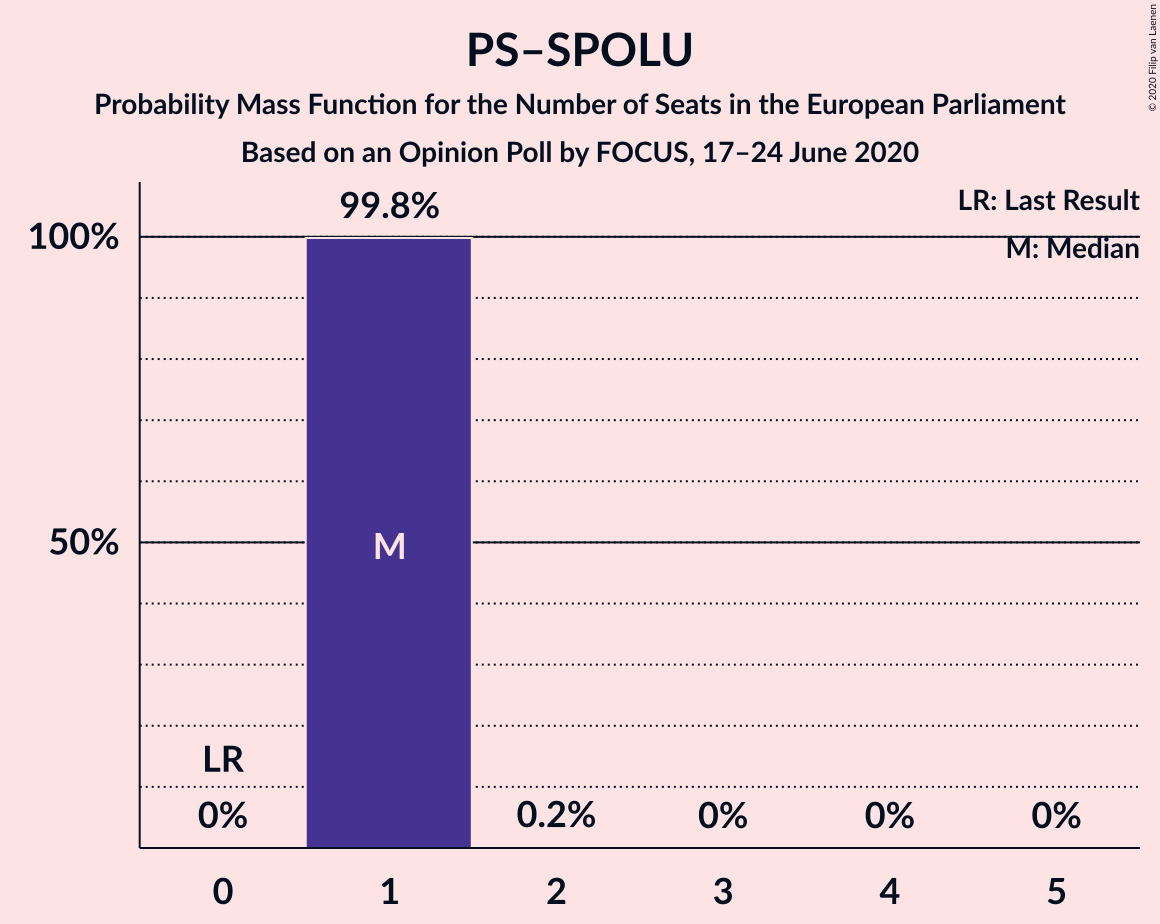 PS–SPOLU
Probability Mass Function for the Number of Seats in the European Parliament
Based on an Opinion Poll by FOCUS, 17–24 June 2020
© 2020 Filip van Laenen
LR: Last Result
M: Median
99.8%
100%
50%
M
LR
0%
0.2%
0%
0%
0%
0
1
2
3
4
5